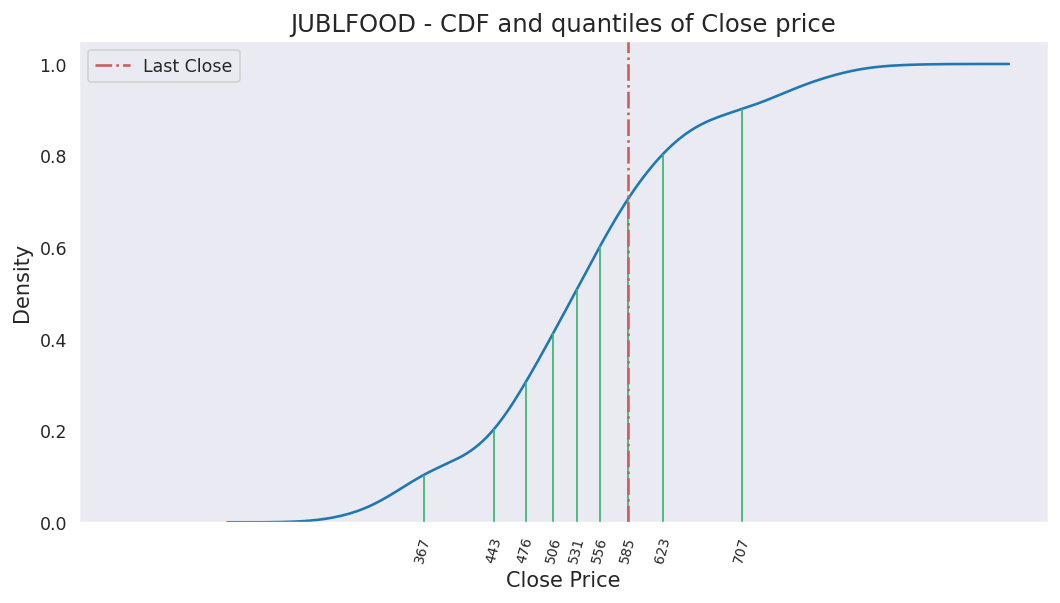 JUBLFOOD - CDF and quantiles of Close price
Last Close
Density
1.0
0.8
0.6
0.4
0.2
0.0
367 443 476 506 531 556 585 623 707
Close Price